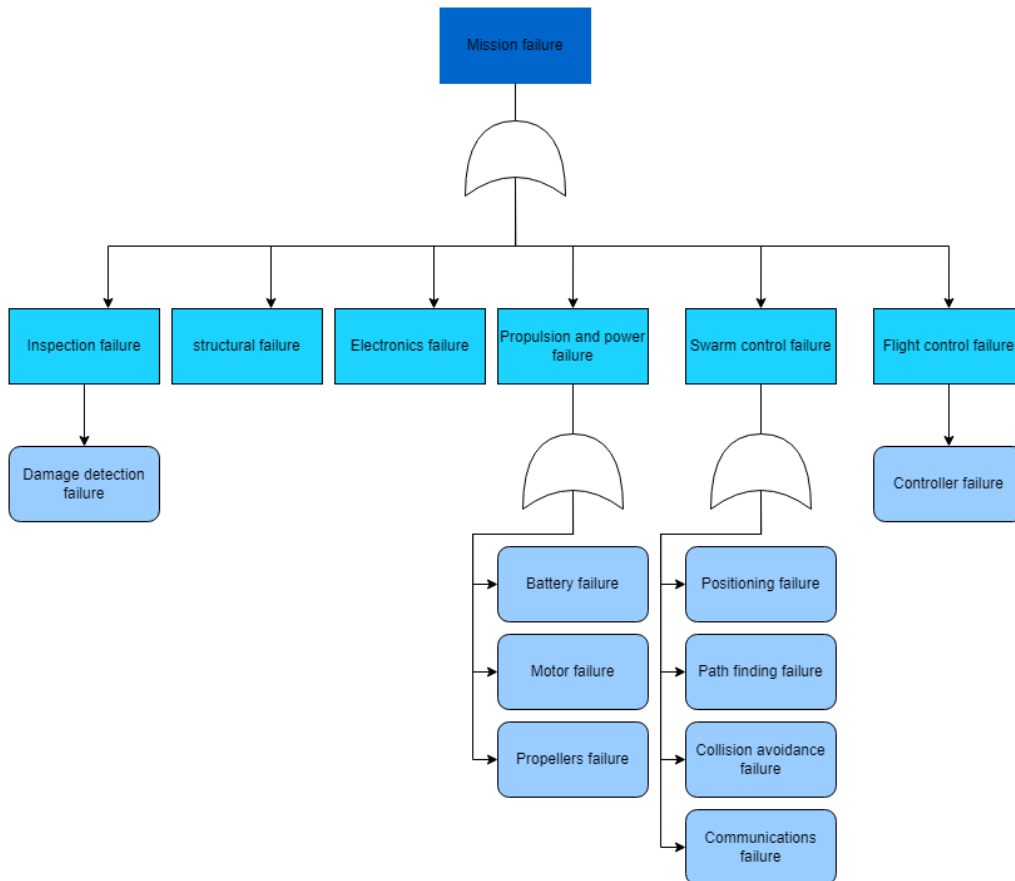 Mission failure
Inspection failure
structural failure
Electronics failure
Propulsion and power
failure
Swarm control failure
Flight control failure
Damage detection
failure
Controller failure
Battery failure
Motor failure
Propellers failure
Positioning failure
Path finding failure
Collision avoidance
failure
Communications
failure